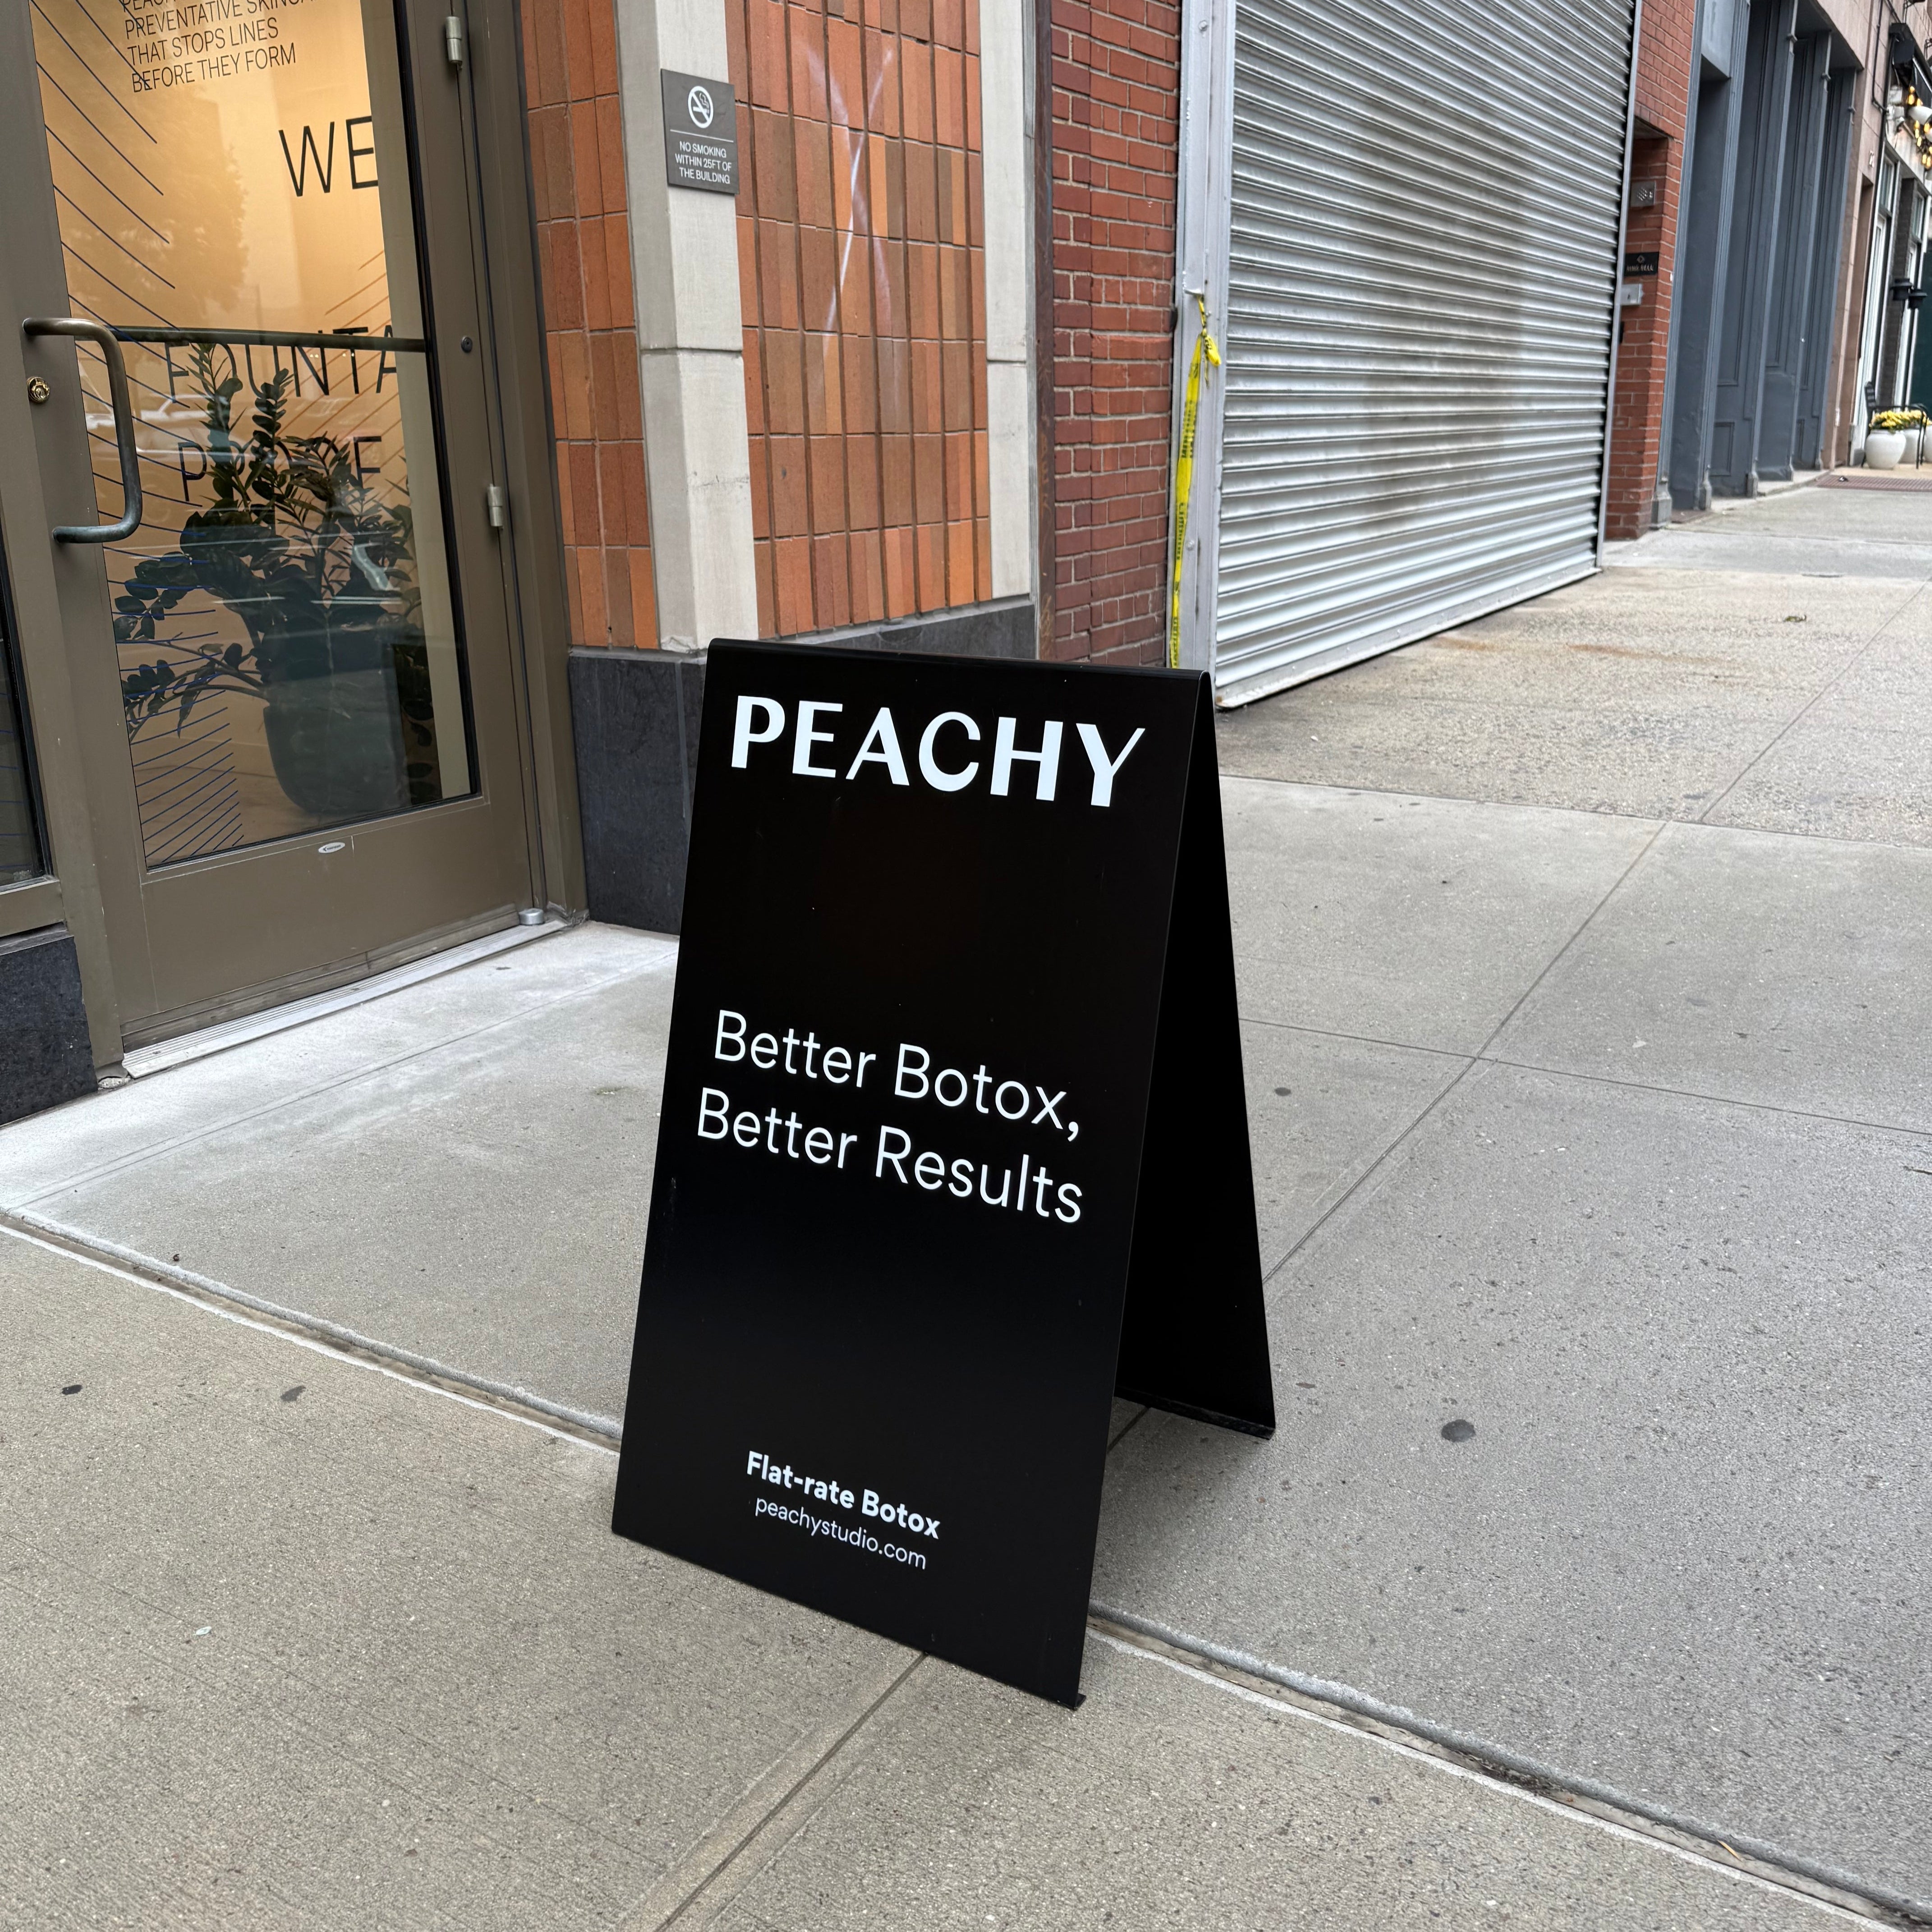 PREVENTATIVE
THAT STOPS LINES
BEFORE THEY FORM
WE
NO SMOKING
WITHIN 25FT OF
THE BUILDING
PEACHY
Better Botox,
Better Results
Flat-rate Botox
peachystudio.com